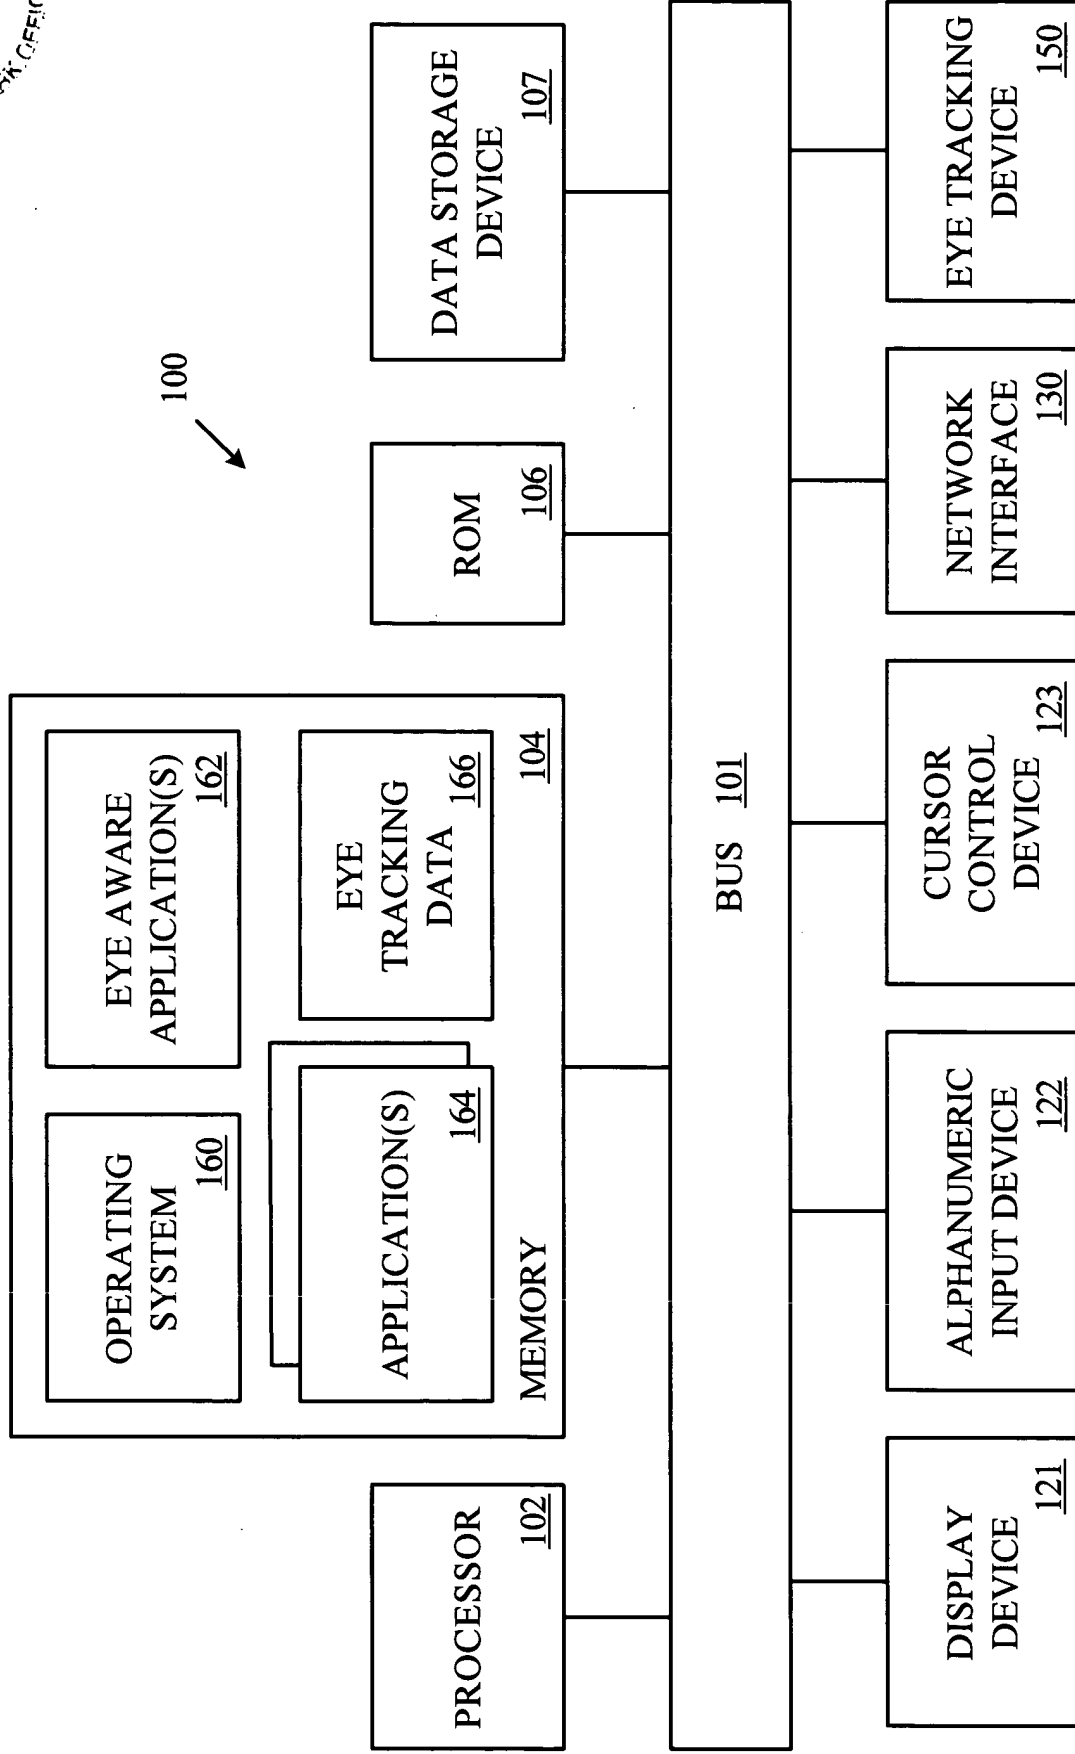 100
OPERATING
SYSTEM
160
EYE AWARE
APPLICATION(S)
162
APPLICATION(S)
164
EYE
TRACKING
DATA
166
MEMORY
104
PROCESSOR
102
ROM
106
DATA STORAGE
DEVICE
107
BUS 101
DISPLAY
DEVICE
121
ALPHANUMERIC
INPUT DEVICE
122
CURSOR
CONTROL
DEVICE
123
NETWORK
INTERFACE
130
EYE TRACKING
DEVICE
150